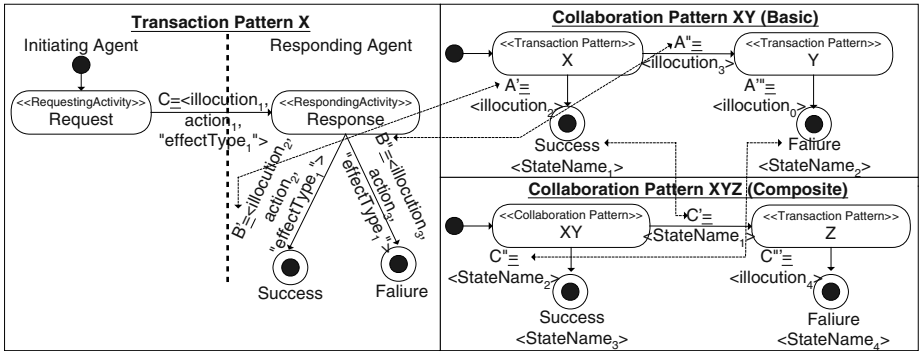 Transaction Pattern X
Initiating Agent
Responding Agent
<<RequestingActivity>>
Request
C≡<illocution₁,
action₁,
"effectType₁">
<<RespondingActivity>>
Response
B'≡<illocution₂,
action₂,
"effectType₁">
B"≡<illocution₃,
action₃,
"effectType₁">
Success
Faliure
Collaboration Pattern XY (Basic)
<<Transaction Pattern>>
X
A"≡
<illocution₃>
<<Transaction Pattern>>
Y
A'≡
<illocution₂>
A'"≡
<illocution₀>
Success
<StateName₁>
Faliure
<StateName₂>
Collaboration Pattern XYZ (Composite)
<<Collaboration Pattern>>
XY
C'≡
<StateName₁>
<<Transaction Pattern>>
Z
C"≡
<StateName₂>
C'"≡
<illocution₄>
Success
<StateName₃>
Faliure
<StateName₄>